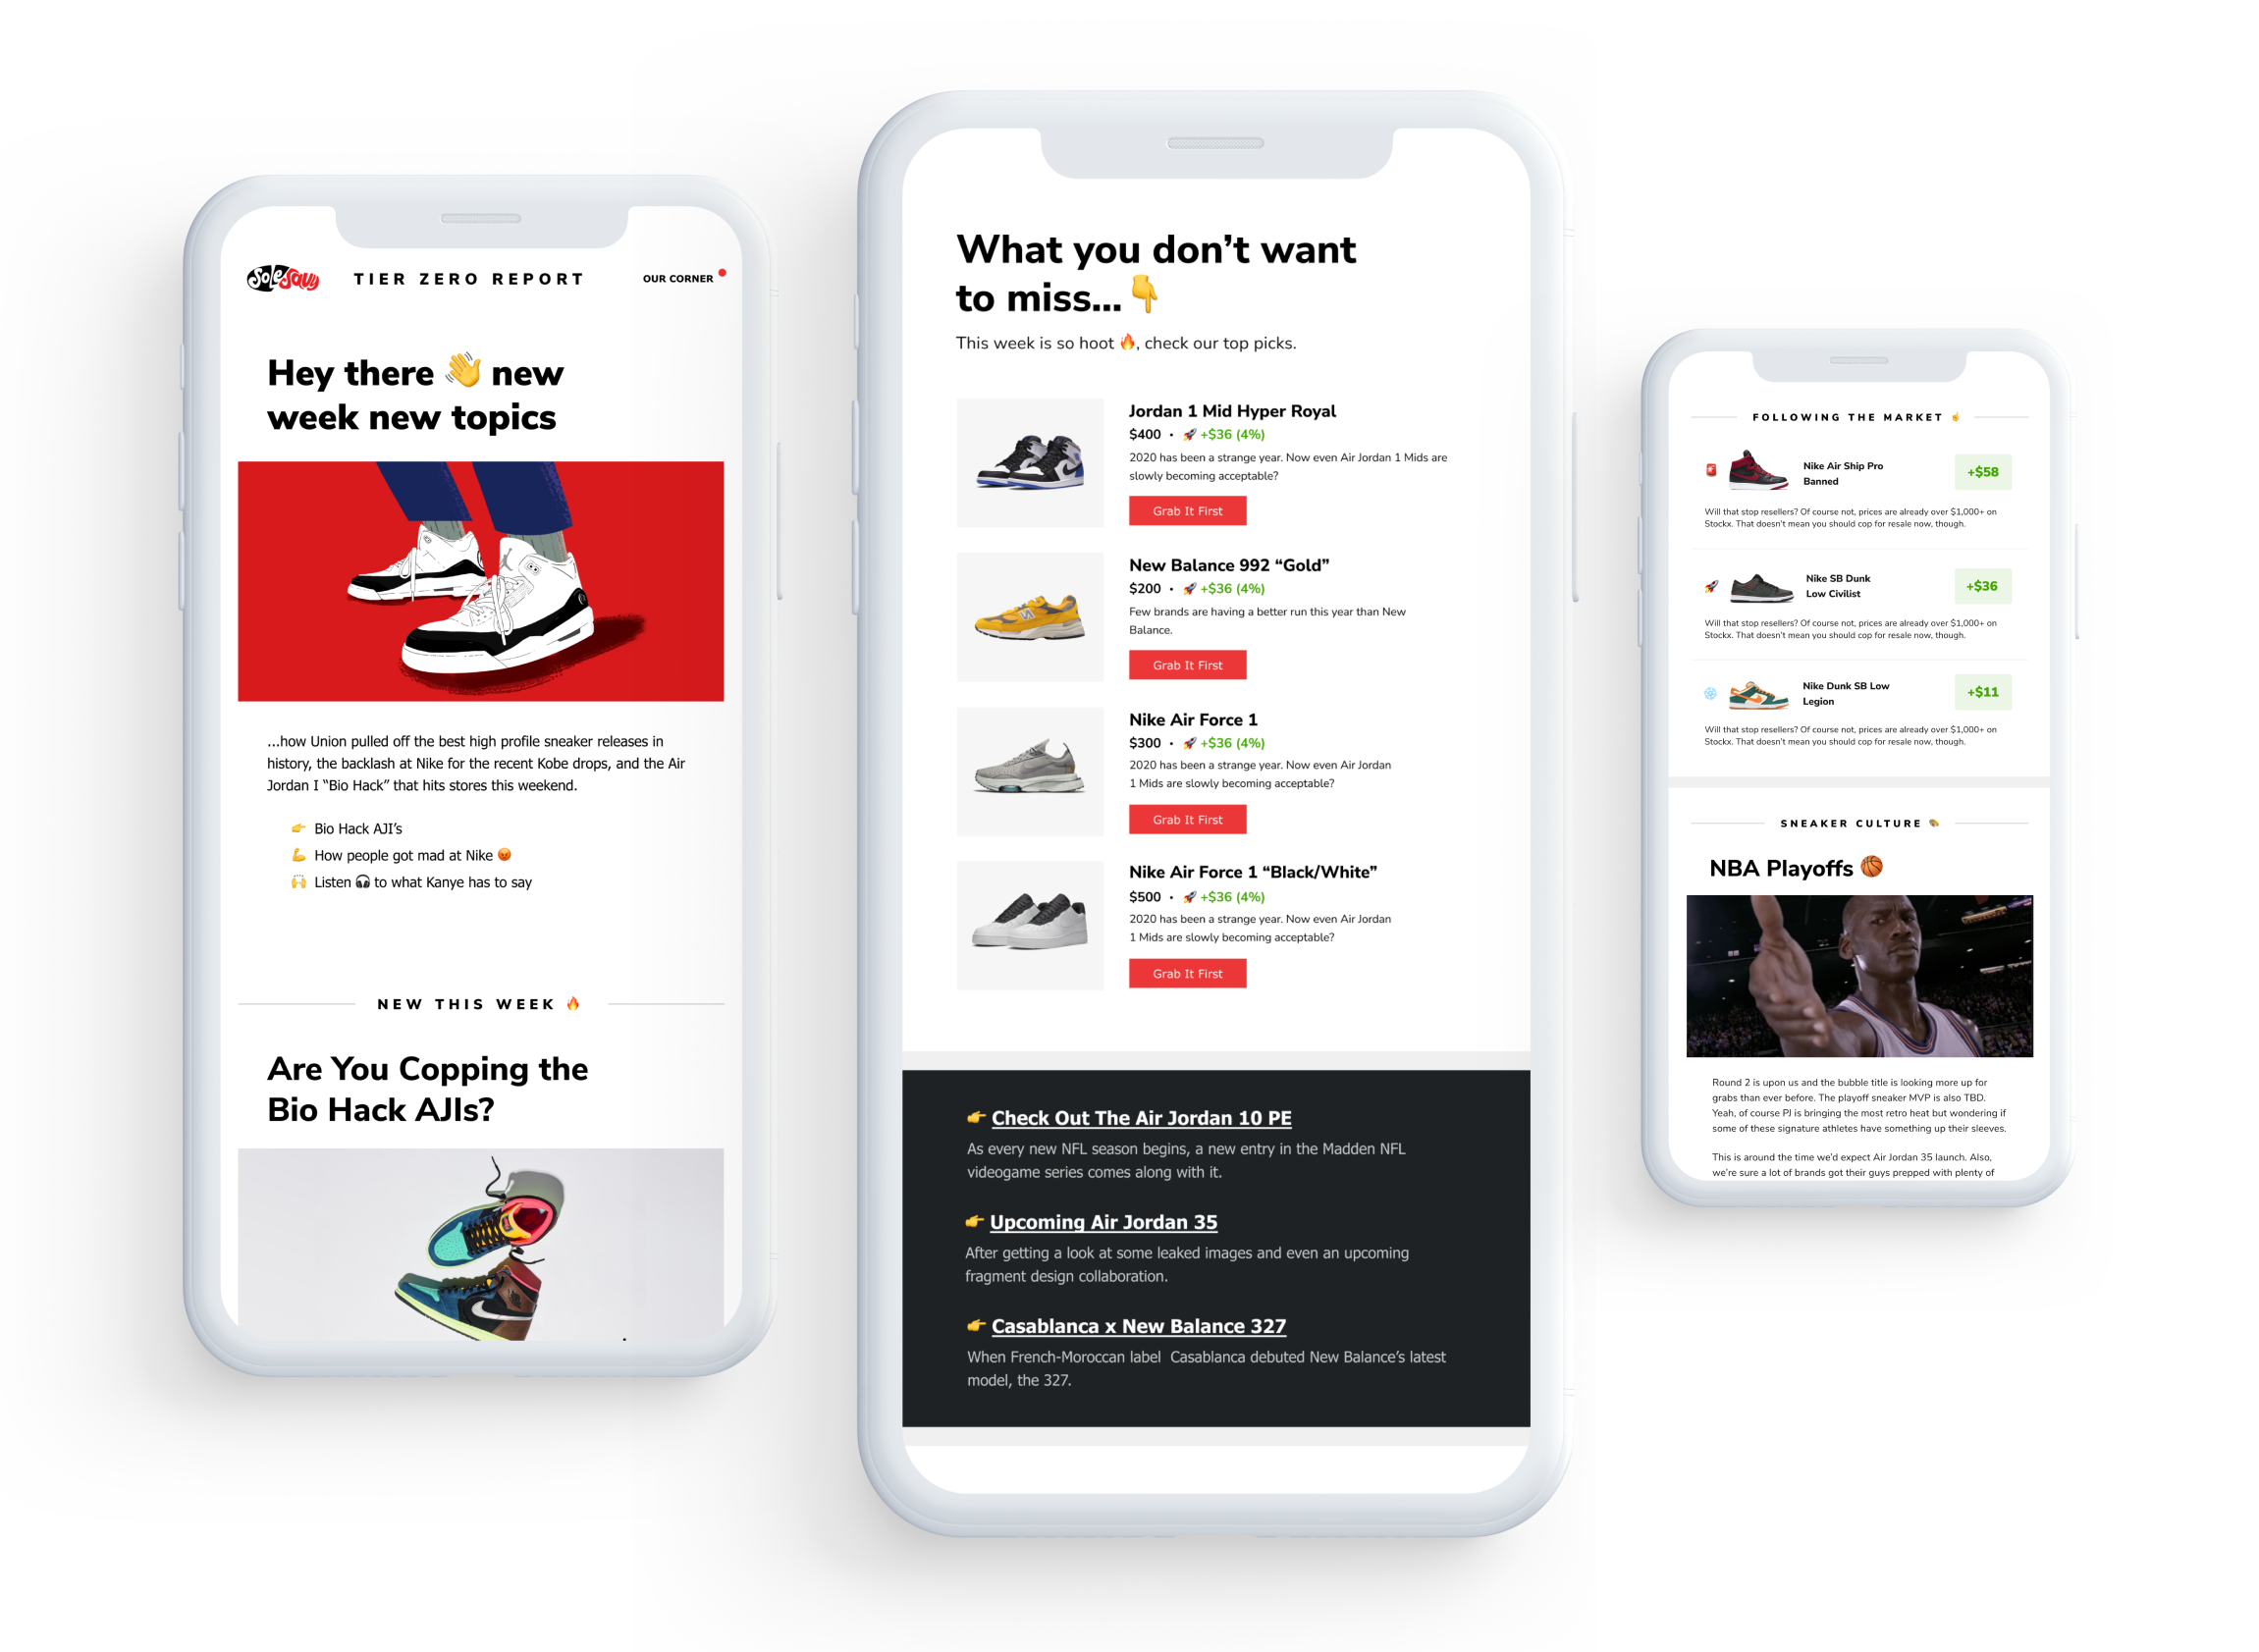 SoleSavy
TIER ZERO REPORT
OUR CORNER
Hey there 👋 new
week new topics
...how Union pulled off the best high profile sneaker releases in
history, the backlash at Nike for the recent Kobe drops, and the Air
Jordan I “Bio Hack” that hits stores this weekend.
👉 Bio Hack AJI’s
💪 How people got mad at Nike 😡
🙌 Listen 🎧 to what Kanye has to say
NEW THIS WEEK 🔥
Are You Copping the
Bio Hack AJIs?
What you don’t want
to miss... 👇
This week is so hoot 🔥, check our top picks.
Jordan 1 Mid Hyper Royal
$400 • 🚀 +$36 (4%)
2020 has been a strange year. Now even Air Jordan 1 Mids are
slowly becoming acceptable?
Grab It First
New Balance 992 “Gold”
$200 • 🚀 +$36 (4%)
Few brands are having a better run this year than New
Balance.
Grab It First
Nike Air Force 1
$300 • 🚀 +$36 (4%)
2020 has been a strange year. Now even Air Jordan
1 Mids are slowly becoming acceptable?
Grab It First
Nike Air Force 1 “Black/White”
$500 • 🚀 +$36 (4%)
2020 has been a strange year. Now even Air Jordan
1 Mids are slowly becoming acceptable?
Grab It First
👉 Check Out The Air Jordan 10 PE
As every new NFL season begins, a new entry in the Madden NFL
videogame series comes along with it.
👉 Upcoming Air Jordan 35
After getting a look at some leaked images and even an upcoming
fragment design collaboration.
👉 Casablanca x New Balance 327
When French-Moroccan label  Casablanca debuted New Balance’s latest
model, the 327.
FOLLOWING THE MARKET ☝
Nike Air Ship Pro
Banned
+$58
Will that stop resellers? Of course not, prices are already over $1,000+ on
Stockx. That doesn’t mean you should cop for resale now, though.
Nike SB Dunk
Low Civilist
+$36
Will that stop resellers? Of course not, prices are already over $1,000+ on
Stockx. That doesn’t mean you should cop for resale now, though.
Nike Dunk SB Low
Legion
+$11
Will that stop resellers? Of course not, prices are already over $1,000+ on
Stockx. That doesn’t mean you should cop for resale now, though.
SNEAKER CULTURE
NBA Playoffs 🏀
Round 2 is upon us and the bubble title is looking more up for
grabs than ever before. The playoff sneaker MVP is also TBD.
Yeah, of course PJ is bringing the most retro heat but wondering if
some of these signature athletes have something up their sleeves.
This is around the time we’d expect Air Jordan 35 launch. Also,
we’re sure a lot of brands got their guys prepped with plenty of